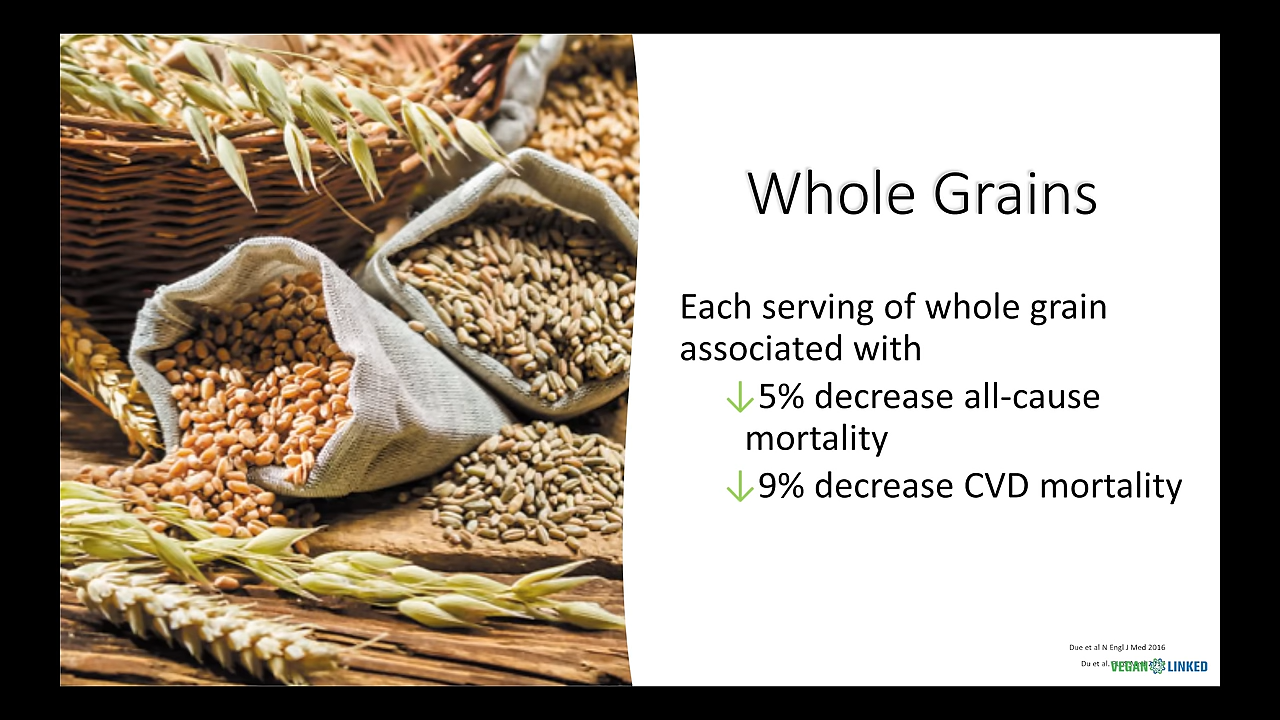 Whole Grains
Each serving of whole grain
associated with
↓5% decrease all-cause
mortality
↓9% decrease CVD mortality
Due et al N Engl J Med 2016
Du et al.
VEGAN LINKED